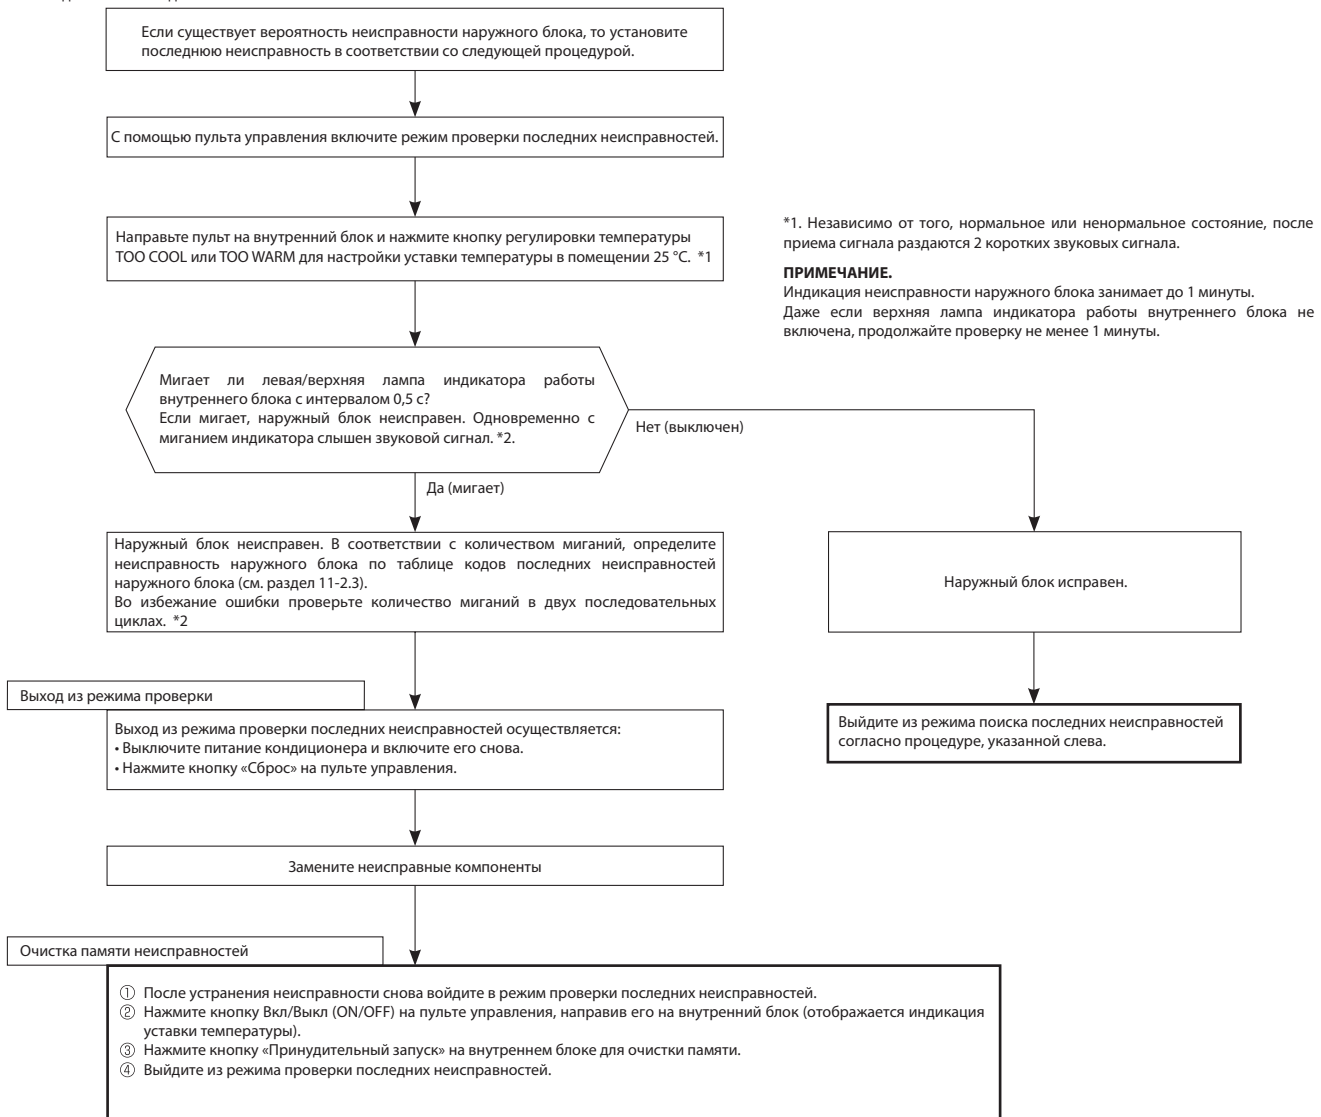 Если существует вероятность неисправности наружного блока, то установите
последнюю неисправность в соответствии со следующей процедурой.
С помощью пульта управления включите режим проверки последних неисправностей.
Направьте пульт на внутренний блок и нажмите кнопку регулировки температуры
TOO COOL или TOO WARM для настройки уставки температуры в помещении 25 °C. *1
*1. Независимо от того, нормальное или ненормальное состояние, после
приема сигнала раздаются 2 коротких звуковых сигнала.
ПРИМЕЧАНИЕ.
Индикация неисправности наружного блока занимает до 1 минуты.
Даже если верхняя лампа индикатора работы внутреннего блока не
включена, продолжайте проверку не менее 1 минуты.
Мигает ли левая/верхняя лампа индикатора работы
внутреннего блока с интервалом 0,5 с?
Если мигает, наружный блок неисправен. Одновременно с
миганием индикатора слышен звуковой сигнал. *2.
Нет (выключен)
Да (мигает)
Наружный блок неисправен. В соответствии с количеством миганий, определите
неисправность наружного блока по таблице кодов последних неисправностей
наружного блока (см. раздел 11-2.3).
Во избежание ошибки проверьте количество миганий в двух последовательных
циклах. *2
Наружный блок исправен.
Выход из режима проверки
Выход из режима проверки последних неисправностей осуществляется:
• Выключите питание кондиционера и включите его снова.
• Нажмите кнопку «Сброс» на пульте управления.
Выйдите из режима поиска последних неисправностей
согласно процедуре, указанной слева.
Замените неисправные компоненты
Очистка памяти неисправностей
① После устранения неисправности снова войдите в режим проверки последних неисправностей.
② Нажмите кнопку Вкл/Выкл (ON/OFF) на пульте управления, направив его на внутренний блок (отображается индикация
уставки температуры).
③ Нажмите кнопку «Принудительный запуск» на внутреннем блоке для очистки памяти.
④ Выйдите из режима проверки последних неисправностей.